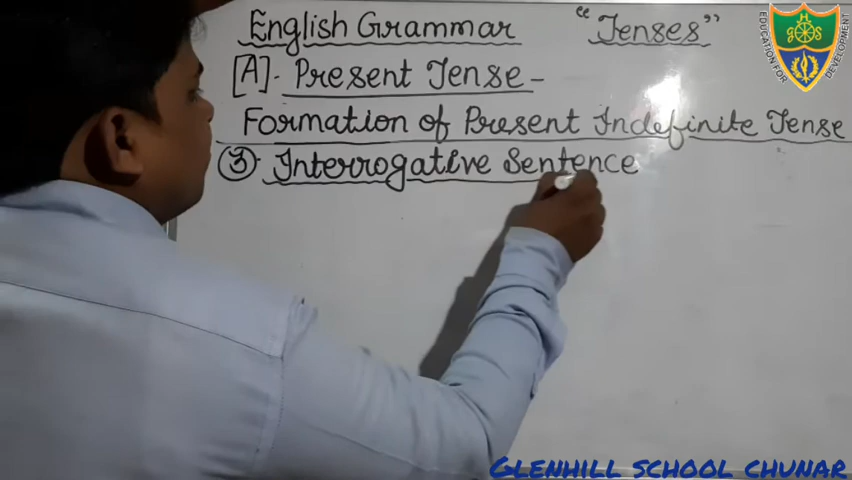 English Grammar "Tenses"
[A]. Present Tense -
Formation of Present Indefinite Tense
③. Interrogative Sentence
EDUCATION FOR DEVELOPMENT
G H S
GLENHILL SCHOOL CHUNAR